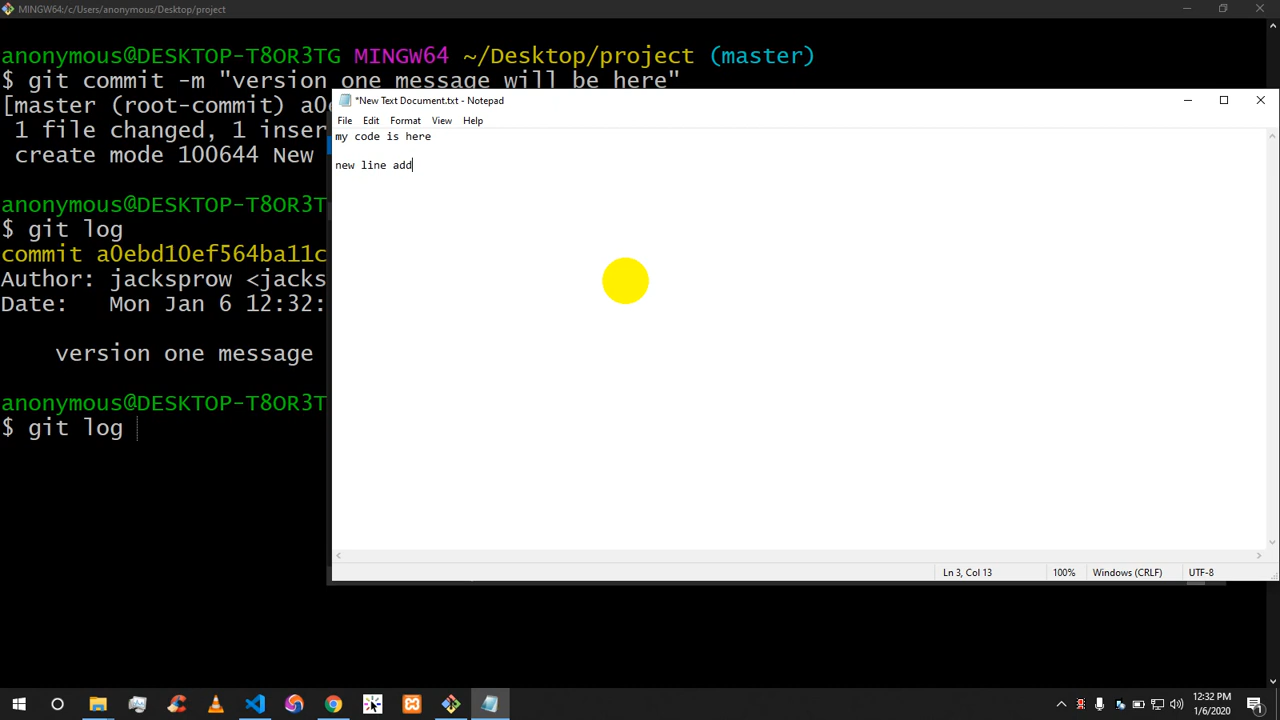 MINGW64:/c/Users/anonymous/Desktop/project
anonymous@DESKTOP-T8OR3TG MINGW64 ~/Desktop/project (master)
$ git commit -m "version one message will be here"
[master (root-commit) a0
1 file changed, 1 inser
create mode 100644 New
anonymous@DESKTOP-T8OR3T
$ git log
commit a0ebd10ef564ba11c
Author: jacksprow <jacks
Date: Mon Jan 6 12:32:
version one message
anonymous@DESKTOP-T8OR3T
$ git log
*New Text Document.txt - Notepad
File Edit Format View Help
my code is here
new line add
Ln 3, Col 13 100% Windows (CRLF) UTF-8
12:32 PM
1/6/2020
1